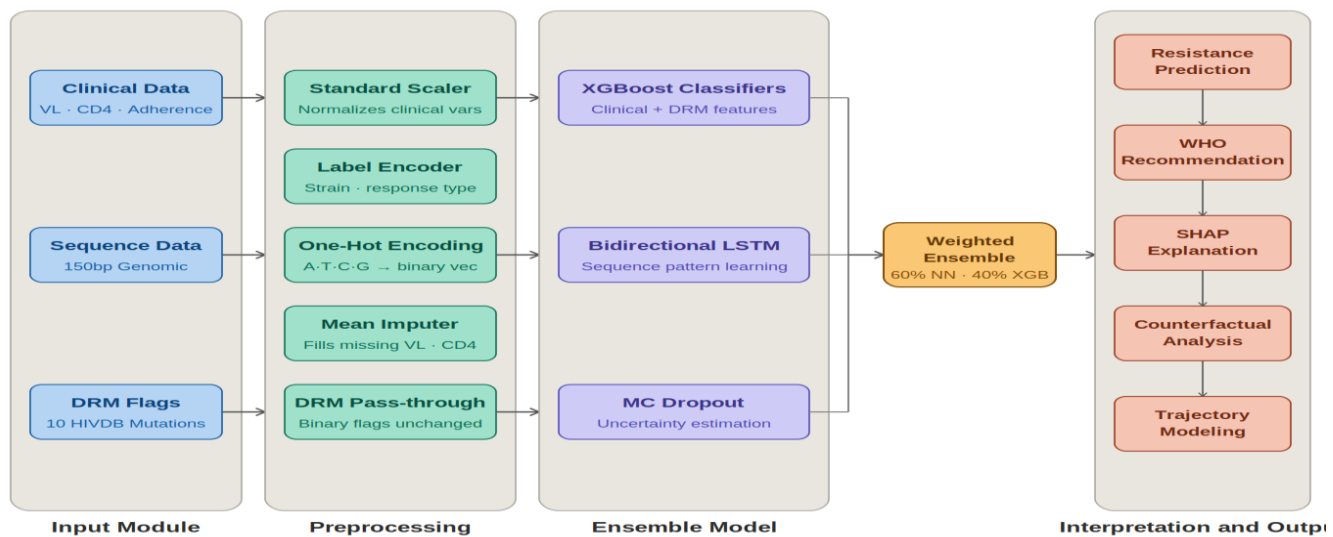 Clinical Data
VL · CD4 · Adherence
Sequence Data
150bp Genomic
DRM Flags
10 HIVDB Mutations
Input Module
Standard Scaler
Normalizes clinical vars
Label Encoder
Strain · response type
One-Hot Encoding
A·T·C·G → binary vec
Mean Imputer
Fills missing VL · CD4
DRM Pass-through
Binary flags unchanged
Preprocessing
XGBoost Classifiers
Clinical + DRM features
Bidirectional LSTM
Sequence pattern learning
MC Dropout
Uncertainty estimation
Ensemble Model
Weighted
Ensemble
60% NN · 40% XGB
Resistance
Prediction
WHO
Recommendation
SHAP
Explanation
Counterfactual
Analysis
Trajectory
Modeling
Interpretation and Outpu